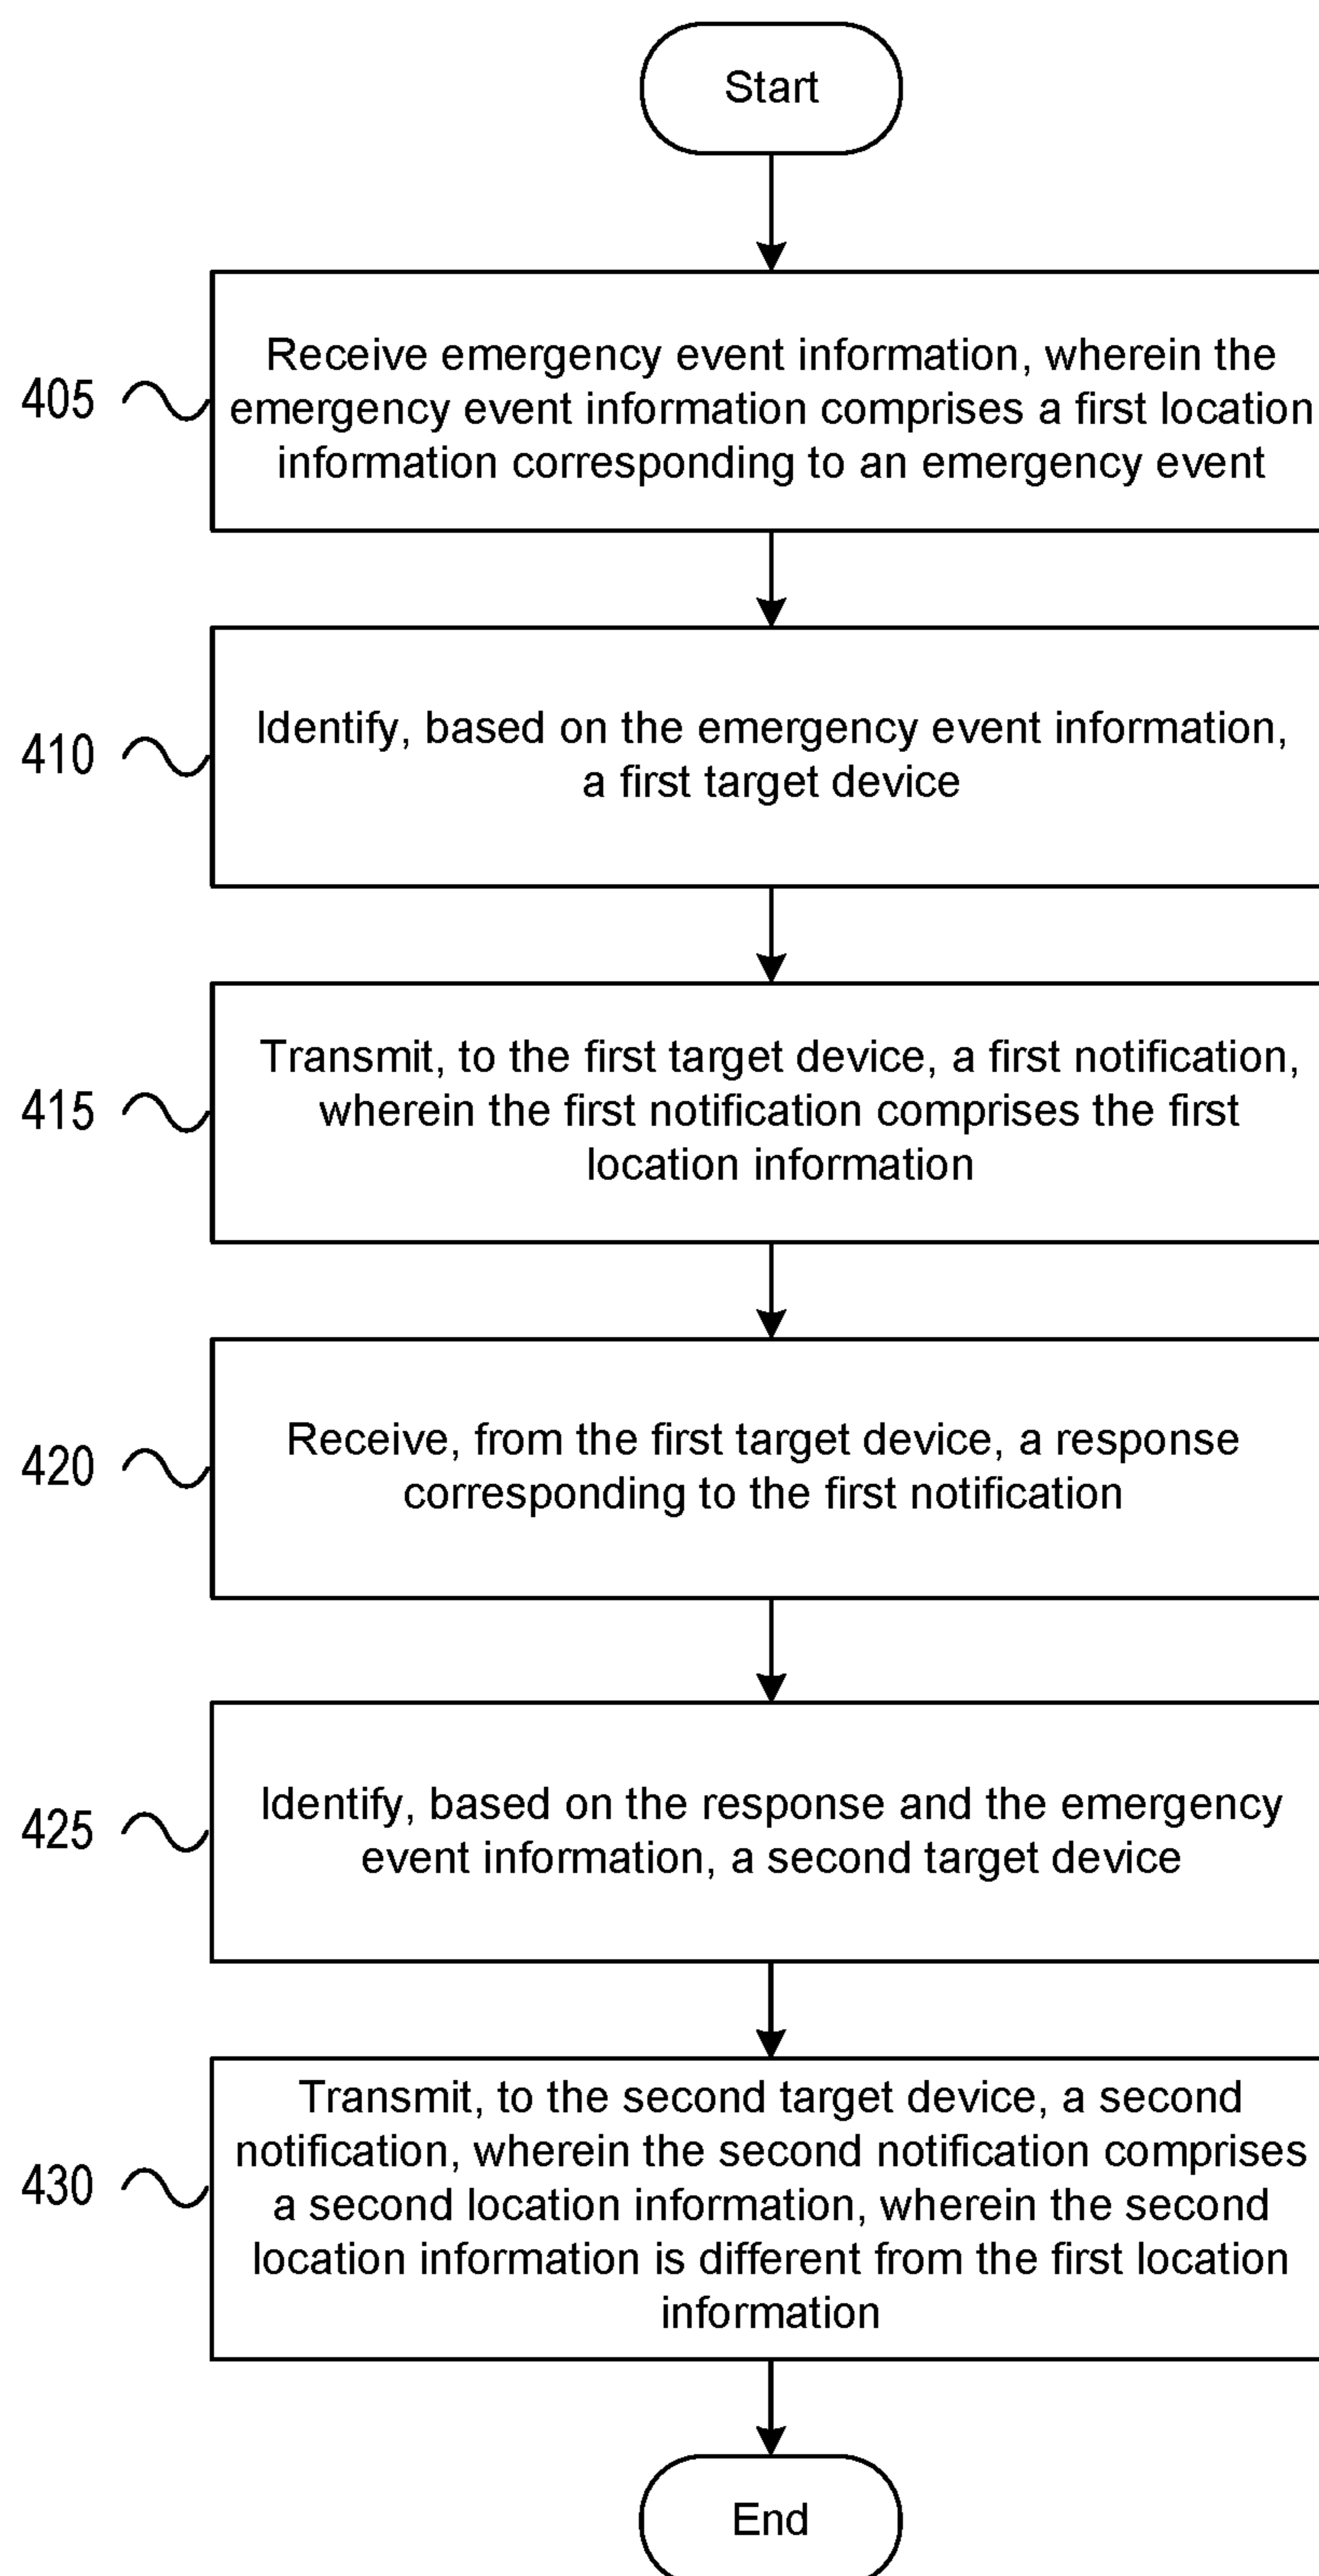 Start
405
Receive emergency event information, wherein the
emergency event information comprises a first location
information corresponding to an emergency event
410
Identify, based on the emergency event information,
a first target device
415
Transmit, to the first target device, a first notification,
wherein the first notification comprises the first
location information
420
Receive, from the first target device, a response
corresponding to the first notification
425
Identify, based on the response and the emergency
event information, a second target device
430
Transmit, to the second target device, a second
notification, wherein the second notification comprises
a second location information, wherein the second
location information is different from the first location
information
End